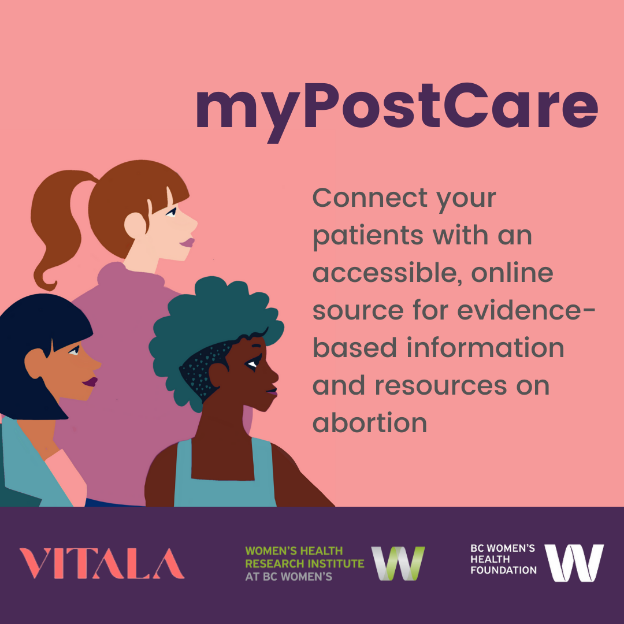 myPostCare
Connect your
patients with an
accessible, online
source for evidence-
based information
and resources on
abortion
VITALA
WOMEN'S HEALTH
RESEARCH INSTITUTE
AT BC WOMEN'S
W
BC WOMEN'S
HEALTH
FOUNDATION
W